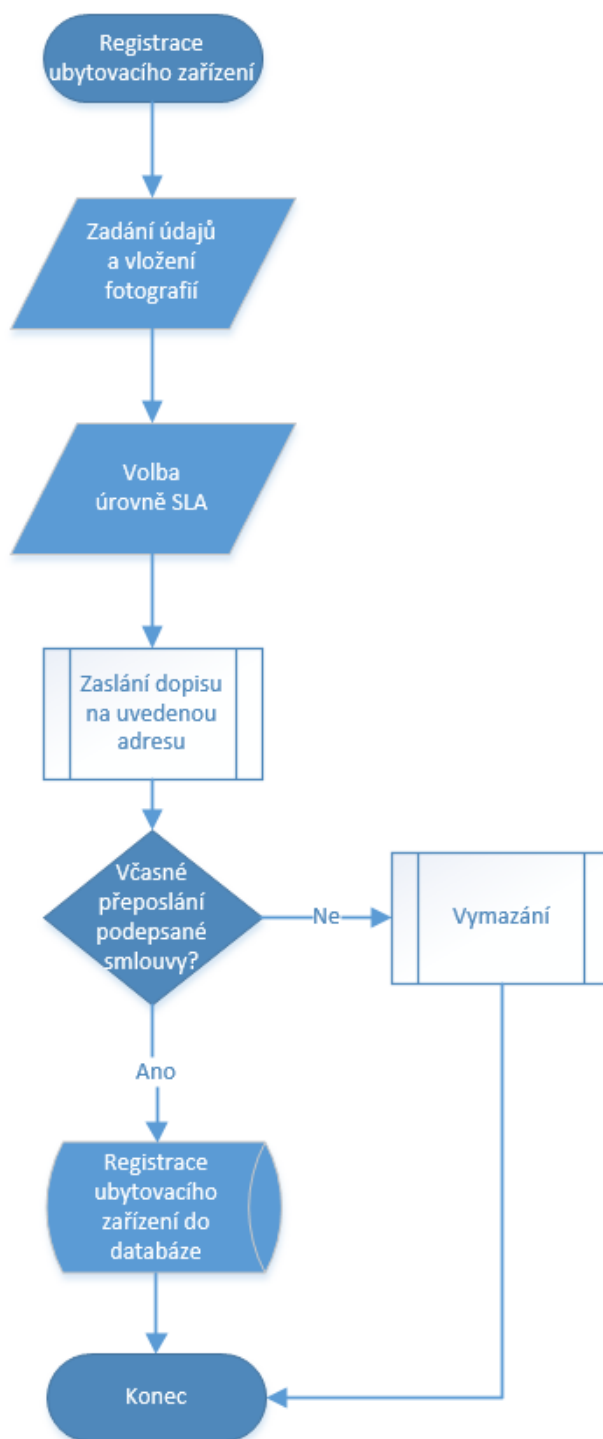 Registrace
ubytovacího zařízení
Zadání údajů
a vložení
fotografií
Volba
úrovně SLA
Zaslání dopisu
na uvedenou
adresu
Včasné
přeposlání
podepsané
smlouvy?
Ne
Vymazání
Ano
Registrace
ubytovacího
zařízení do
databáze
Konec